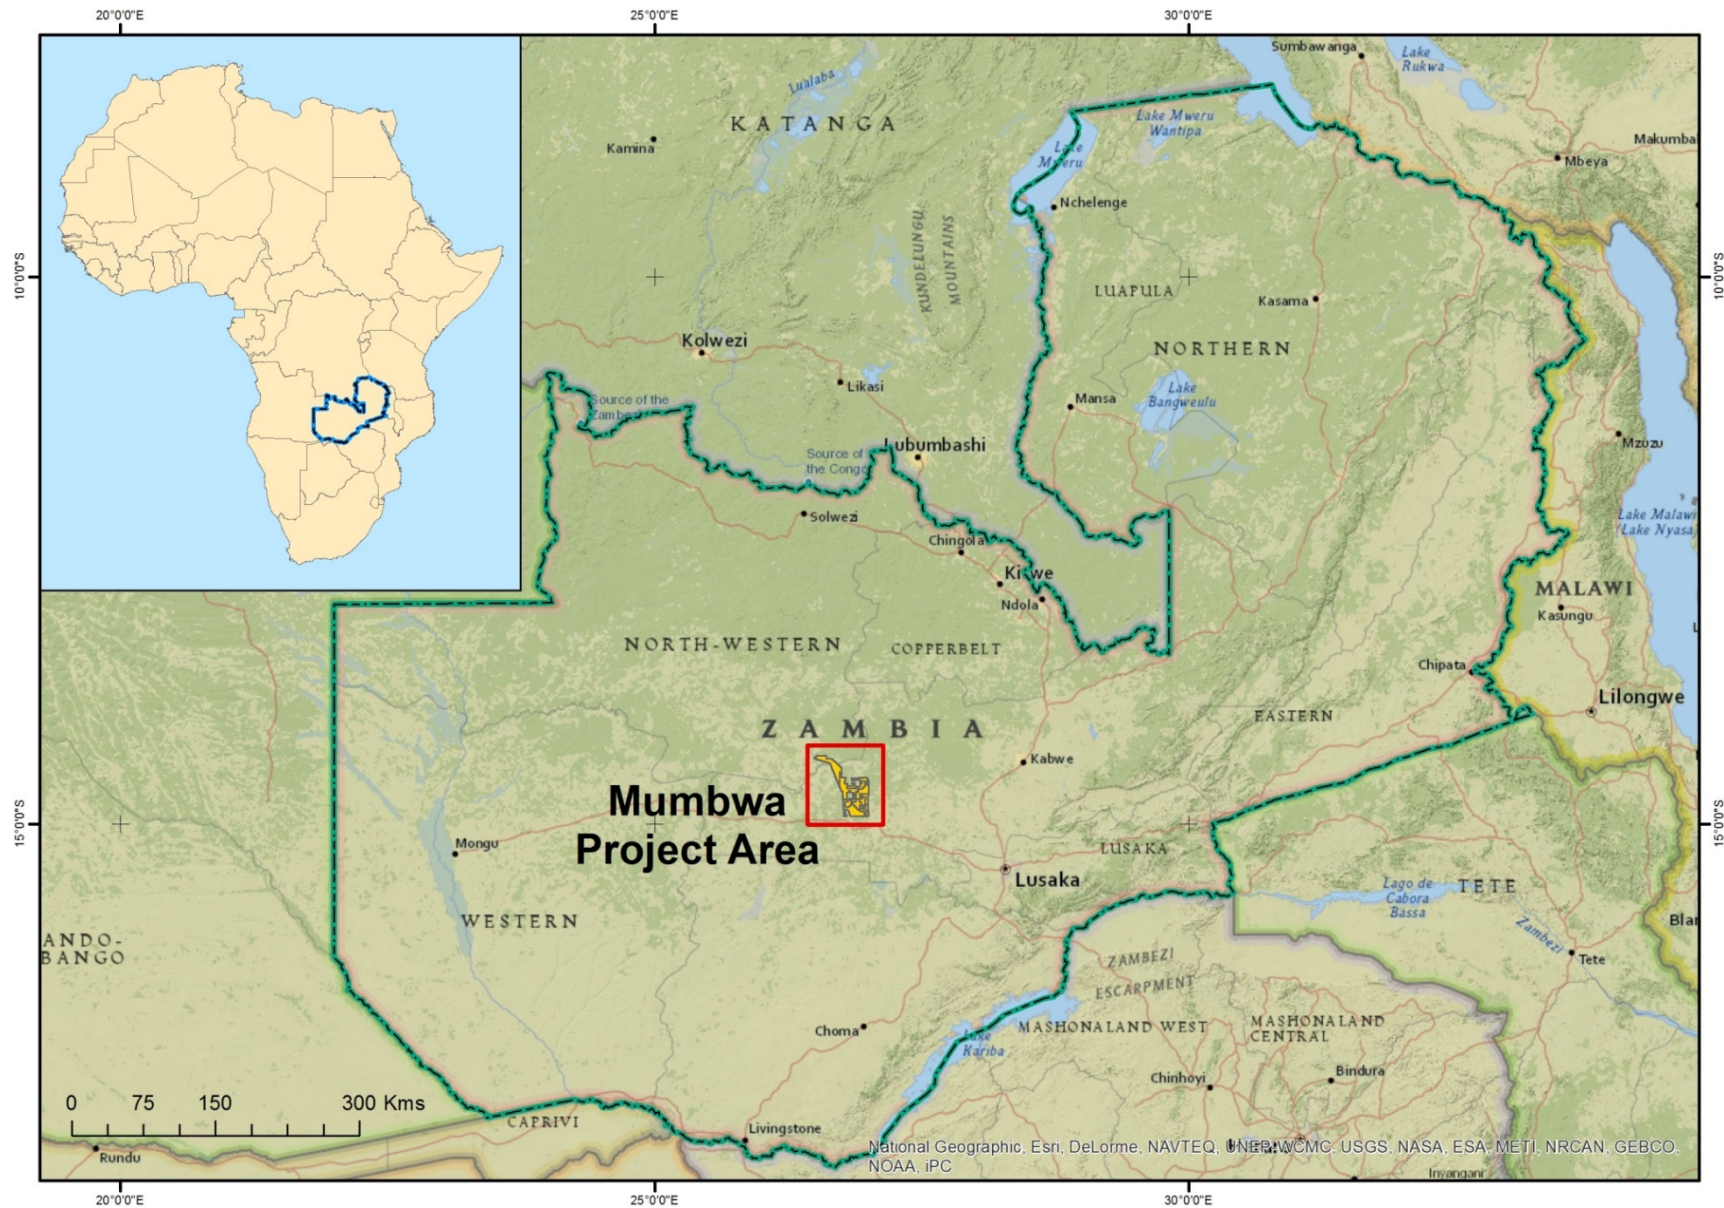 20°0'0"E
25°0'0"E
30°0'0"E
Sumbawanga
Lake
Rukwa
Lualaba
KATANGA
Lake Mweru
Wantipa
Kamina
Lake
Mweru
Makumba
Mbeya
Nchelenge
KUNDELUNGU
MOUNTAINS
10°0'0"S
10°0'0"S
LUAPULA
Kasama
Kolwezi
NORTHERN
Likasi
Lake
Bangweulu
Source of the
Zambezi
Mansa
Lubumbashi
Mzuzu
Source of
the Congo
Solwezi
Lake Malawi
(Lake Nyasa)
Chingola
Kitwe
Ndola
MALAWI
Kasungu
NORTH-WESTERN
COPPERBELT
Chipata
Lilongwe
EASTERN
ZAMBIA
Kabwe
Mumbwa
Project Area
15°0'0"S
15°0'0"S
Mongu
LUSAKA
Lusaka
Lago de
Cabora
Bassa
TETE
WESTERN
Blan
Zambezi
ANDO-
BANGO
ZAMBEZI
ESCARPMENT
Tete
Choma
Lake
Kariba
MASHONALAND WEST
MASHONALAND
CENTRAL
Chinhoyi
Bindura
0 75 150 300 Kms
CAPRIVI
Livingstone
Rundu
National Geographic, Esri, DeLorme, NAVTEQ, UNEP-WCMC, USGS, NASA, ESA, METI, NRCAN, GEBCO,
NOAA, iPC
Inyangani
20°0'0"E
25°0'0"E
30°0'0"E